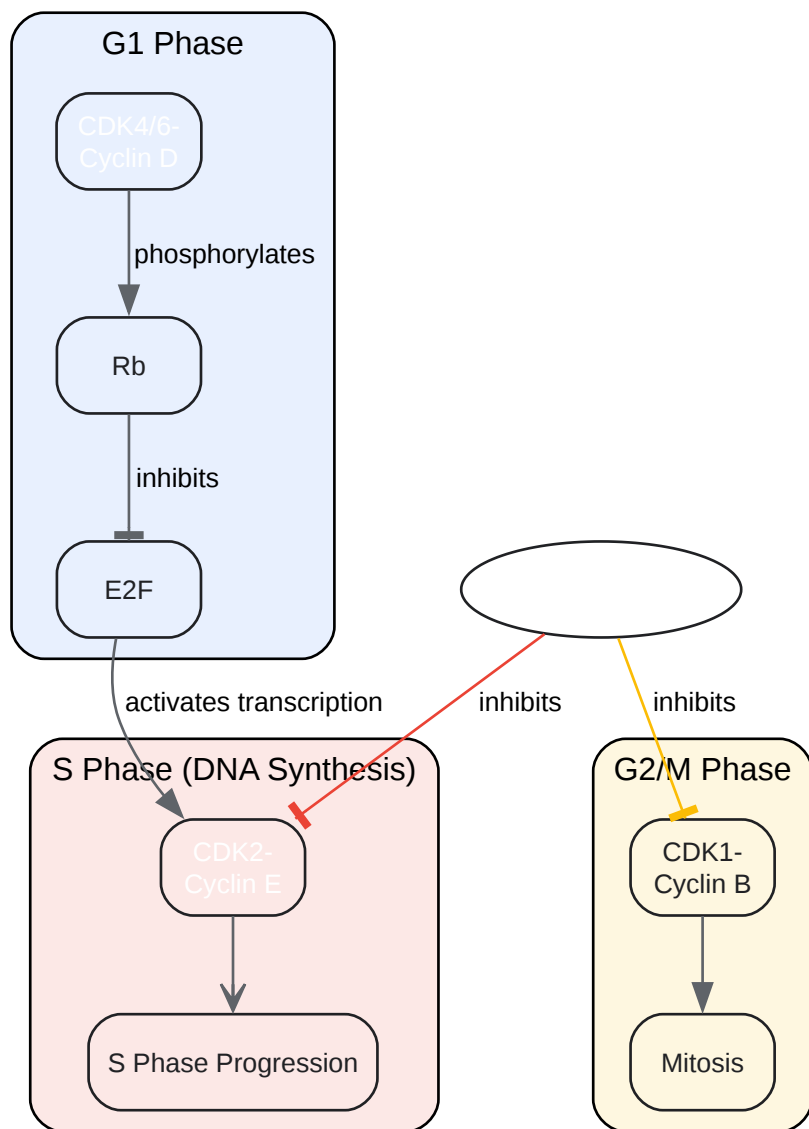 G1 Phase
CDK4/6-
Cyclin D
phosphorylates
Rb
inhibits
E2F
activates transcription
inhibits
inhibits
S Phase (DNA Synthesis)
G2/M Phase
CDK2-
Cyclin E
CDK1-
Cyclin B
S Phase Progression
Mitosis